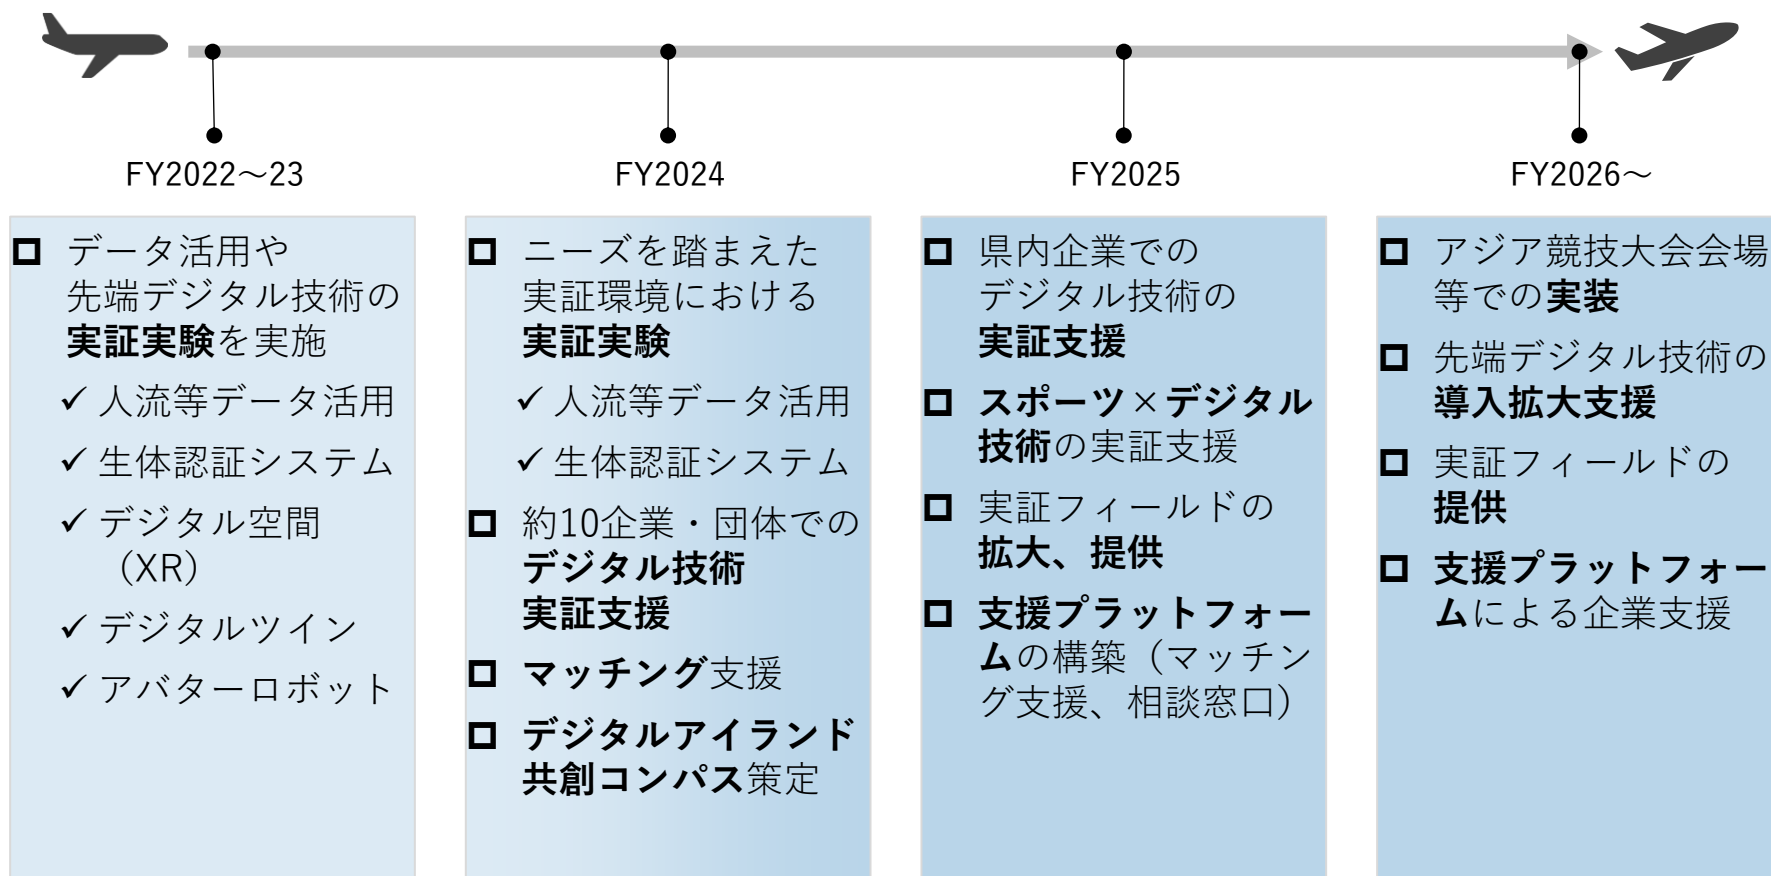 FY2022～23
データ活用や
先端デジタル技術の
実証実験を実施
人流等データ活用
生体認証システム
デジタル空間
（XR）
デジタルツイン
アバターロボット
FY2024
ニーズを踏まえた
実証環境における
実証実験
人流等データ活用
生体認証システム
約10企業・団体での
デジタル技術
実証支援
マッチング支援
デジタルアイランド
共創コンパス策定
FY2025
県内企業での
デジタル技術の
実証支援
スポーツ×デジタル
技術の実証支援
実証フィールドの
拡大、提供
支援プラットフォー
ムの構築（マッチン
グ支援、相談窓口）
FY2026～
アジア競技大会会場
等での実装
先端デジタル技術の
導入拡大支援
実証フィールドの
提供
支援プラットフォー
ムによる企業支援